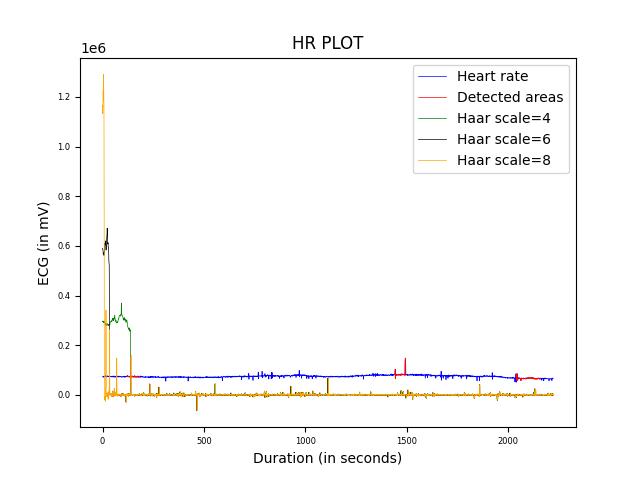 HR PLOT
1e6
Heart rate
Detected areas
Haar scale=4
Haar scale=6
Haar scale=8
1.2
1.0
0.8
0.6
0.4
0.2
0.0
ECG (in mV)
0 500 1000 1500 2000
Duration (in seconds)